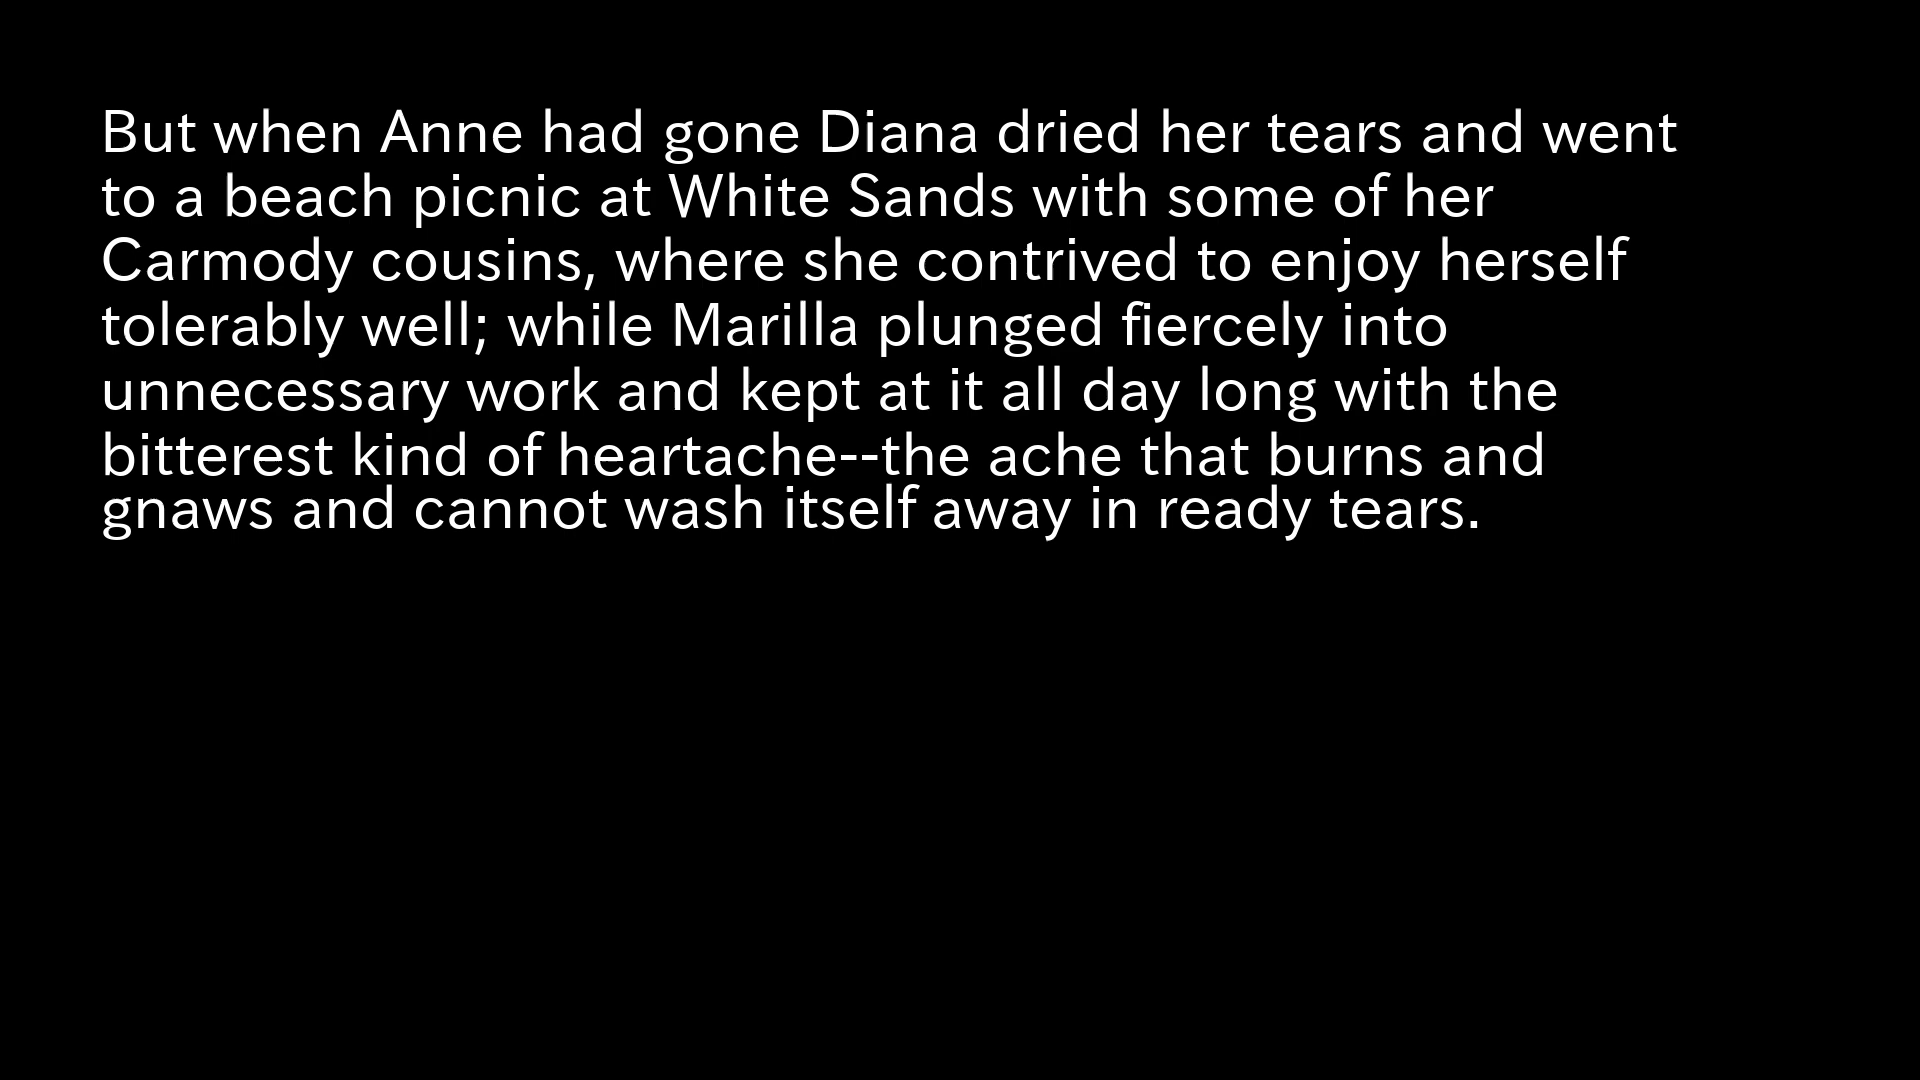 But when Anne had gone Diana dried her tears and went
to a beach picnic at White Sands with some of her
Carmody cousins, where she contrived to enjoy herself
tolerably well; while Marilla plunged fiercely into
unnecessary work and kept at it all day long with the
bitterest kind of heartache--the ache that burns and
gnaws and cannot wash itself away in ready tears.